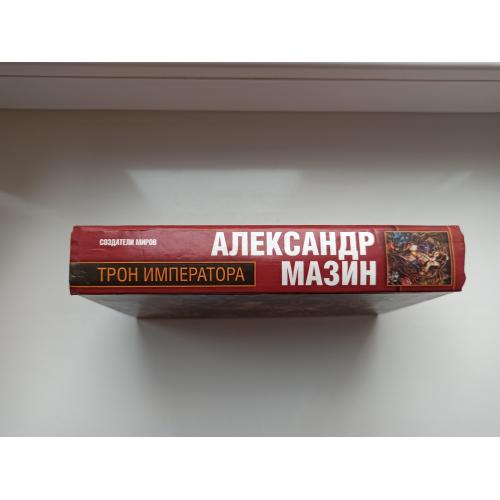 СОЗДАТЕЛИ МИРОВ
ТРОН ИМПЕРАТОРА
АЛЕКСАНДР
МАЗИН